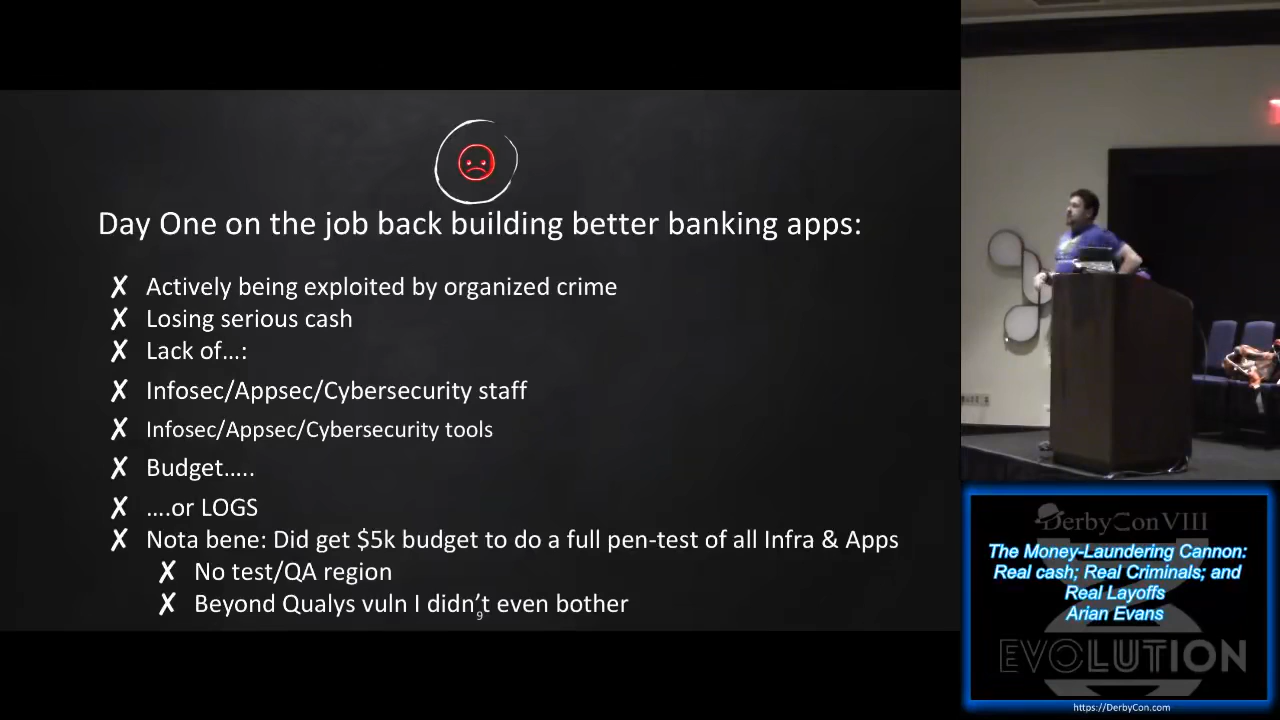 Day One on the job back building better banking apps:
✗ Actively being exploited by organized crime
✗ Losing serious cash
✗ Lack of…:
✗ Infosec/Appsec/Cybersecurity staff
✗ Infosec/Appsec/Cybersecurity tools
✗ Budget…..
✗ ….or LOGS
✗ Nota bene: Did get $5k budget to do a full pen-test of all Infra & Apps
✗ No test/QA region
✗ Beyond Qualys vuln I didn’t even bother
9
DerbyCon VIII
The Money-Laundering Cannon:
Real cash; Real Criminals; and
Real Layoffs
Arian Evans
EVOLUTION
https://DerbyCon.com